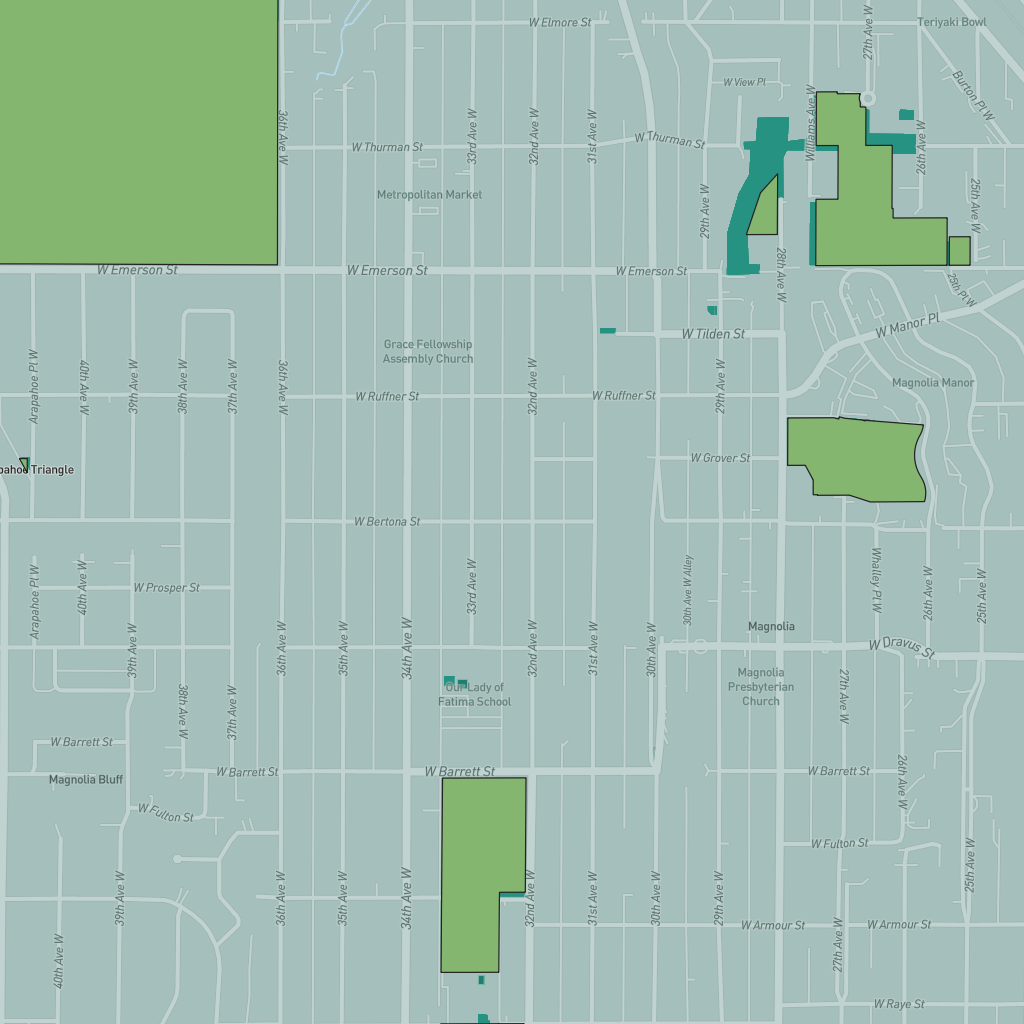 W Elmore St
27th Ave W
Teriyaki Bowl
W View Pl
Burton Pl W
36th Ave W
33rd Ave W
32nd Ave W
31st Ave W
W Thurman St
W Thurman St
Williams Ave W
26th Ave W
Metropolitan Market
29th Ave W
25th Ave W
W Emerson St
W Emerson St
W Emerson St
28th Ave W
25th Pl W
W Tilden St
W Manor Pl
Grace Fellowship
Assembly Church
Arapahoe Pl W
40th Ave W
39th Ave W
38th Ave W
37th Ave W
36th Ave W
32nd Ave W
29th Ave W
Magnolia Manor
W Ruffner St
W Ruffner St
W Grover St
pahoe Triangle
W Bertona St
Arapahoe Pl W
40th Ave W
W Prosper St
33rd Ave W
30th Ave W Alley
Whalley Pl W
26th Ave W
25th Ave W
39th Ave W
36th Ave W
35th Ave W
34th Ave W
32nd Ave W
31st Ave W
30th Ave W
Magnolia
W Dravus St
38th Ave W
37th Ave W
Our Lady of
Fatima School
Magnolia
Presbyterian
Church
27th Ave W
W Barrett St
W Barrett St
W Barrett St
W Barrett St
26th Ave W
Magnolia Bluff
W Fulton St
W Fulton St
25th Ave W
39th Ave W
36th Ave W
35th Ave W
34th Ave W
32nd Ave W
31st Ave W
30th Ave W
29th Ave W
W Armour St
W Armour St
27th Ave W
40th Ave W
W Raye St